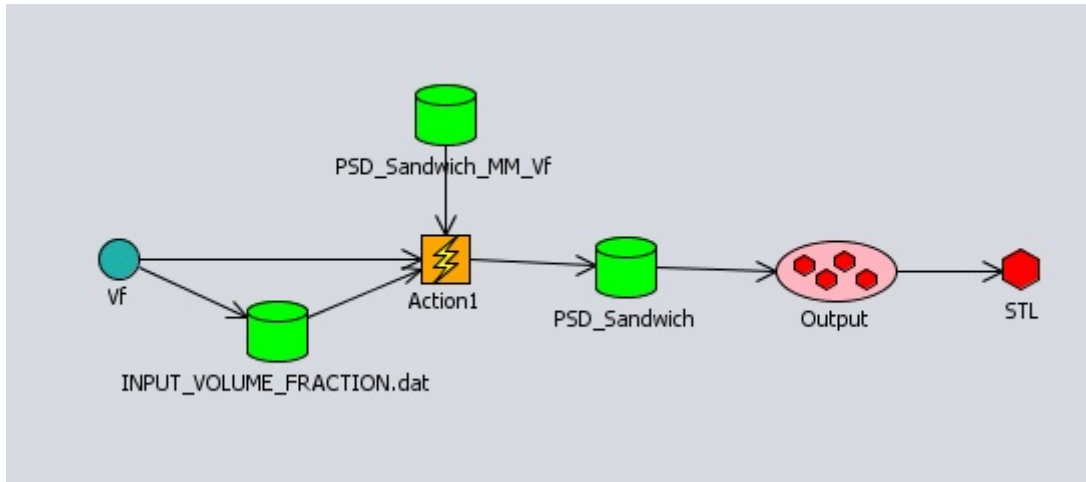 PSD_Sandwich_MM_Vf
Vf
Action1
PSD_Sandwich
Output
STL
INPUT_VOLUME_FRACTION.dat